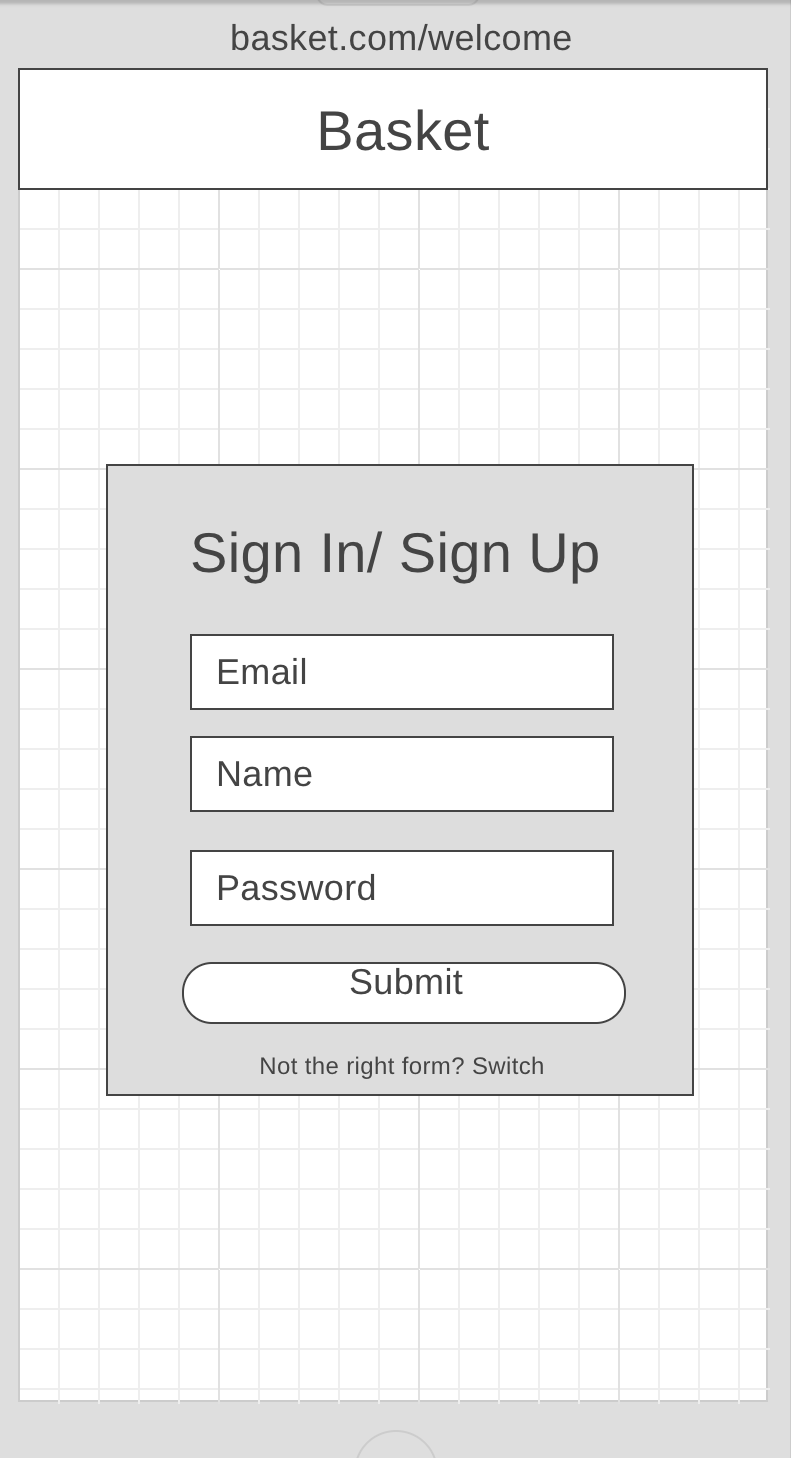 basket.com/welcome
Basket
Sign In/ Sign Up
Email
Name
Password
Submit
Not the right form? Switch